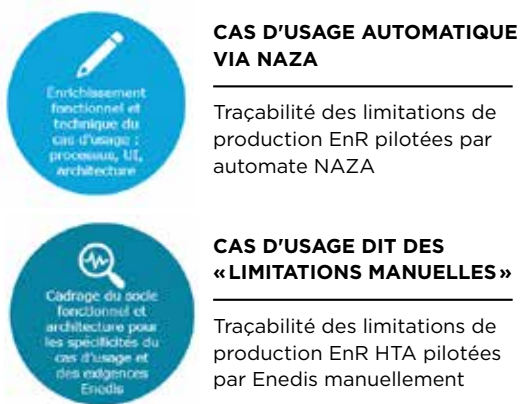 Enrichissement
fonctionnel et
technique du
cas d'usage :
processus, UI,
architecture
CAS D'USAGE AUTOMATIQUE
VIA NAZA
Traçabilité des limitations de
production EnR pilotées par
automate NAZA
Cadrage du socle
fonctionnel et
architecture pour
les spécificités du
cas d'usage et
des exigences
Enedis
CAS D'USAGE DIT DES
« LIMITATIONS MANUELLES »
Traçabilité des limitations de
production EnR HTA pilotées
par Enedis manuellement